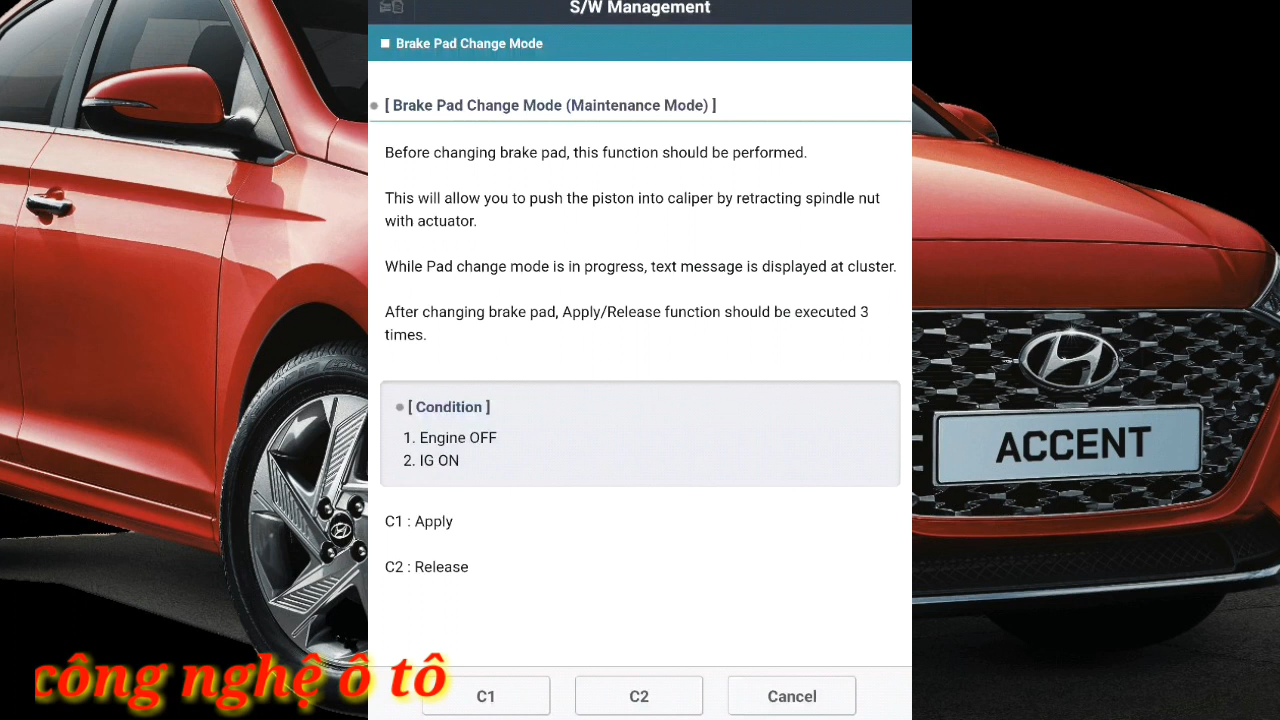 S/W Management
Brake Pad Change Mode
[ Brake Pad Change Mode (Maintenance Mode) ]
Before changing brake pad, this function should be performed.
This will allow you to push the piston into caliper by retracting spindle nut
with actuator.
While Pad change mode is in progress, text message is displayed at cluster.
After changing brake pad, Apply/Release function should be executed 3
times.
[ Condition ]
1. Engine OFF
2. IG ON
C1 : Apply
C2 : Release
C1 C2 Cancel
ACCENT
công nghệ ô tô